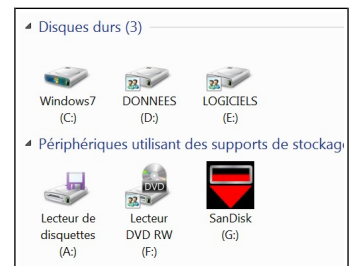 Disques durs (3)
Windows7 DONNEES LOGICIELS
(C:) (D:) (E:)
Périphériques utilisant des supports de stockag
DVD
Lecteur de Lecteur SanDisk
disquettes DVD RW (G:)
(A:) (F:)